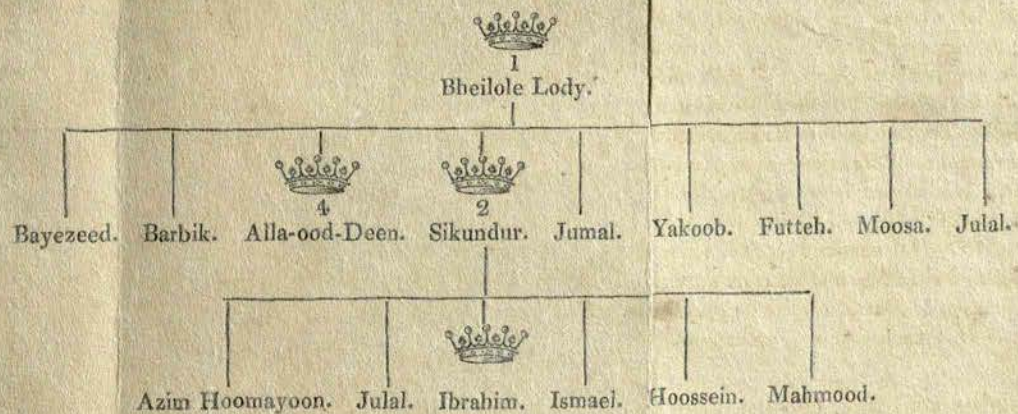 1
Bheilole Lody.
4 2
Bayezeed. Barbik. Alla-ood-Deen. Sikundur. Jumal. Yakoob. Futteh. Moosa. Julal.
Azim Hoomayoon. Julal. Ibrahim. Ismael. Hoossein. Mahmood.